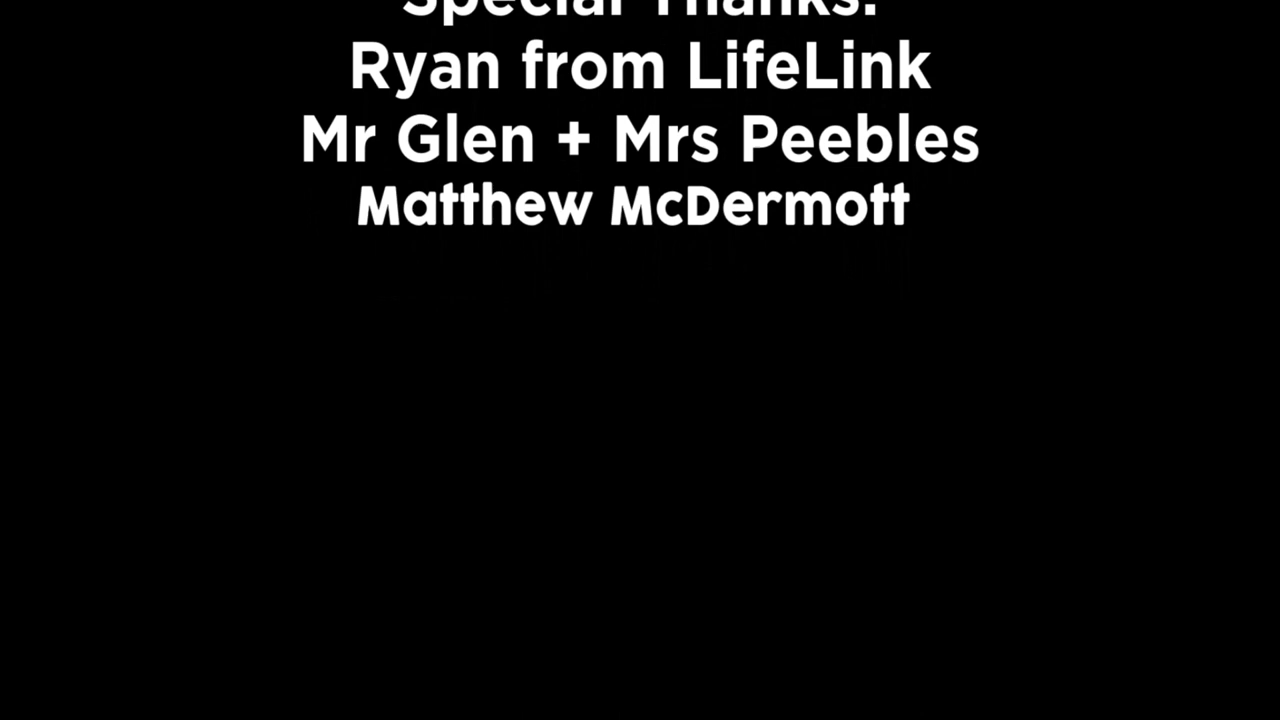 Special Thanks:
Ryan from LifeLink
Mr Glen + Mrs Peebles
Matthew McDermott